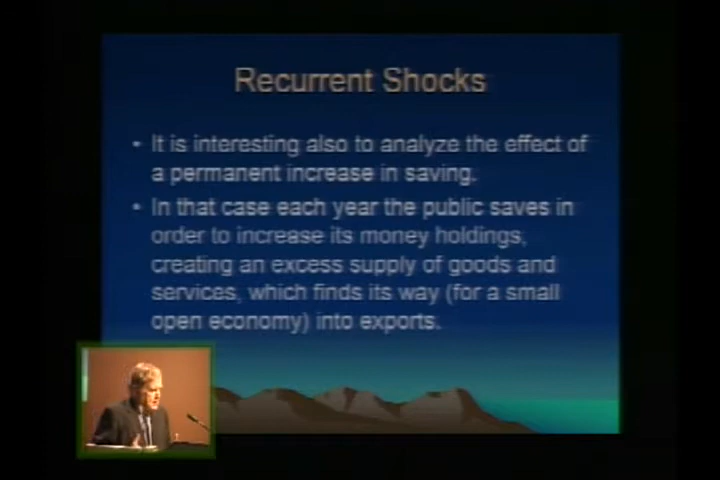 Recurrent Shocks
• It is interesting also to analyze the effect of
a permanent increase in saving.
• In that case each year the public saves in
order to increase its money holdings,
creating an excess supply of goods and
services, which finds its way (for a small
open economy) into exports.